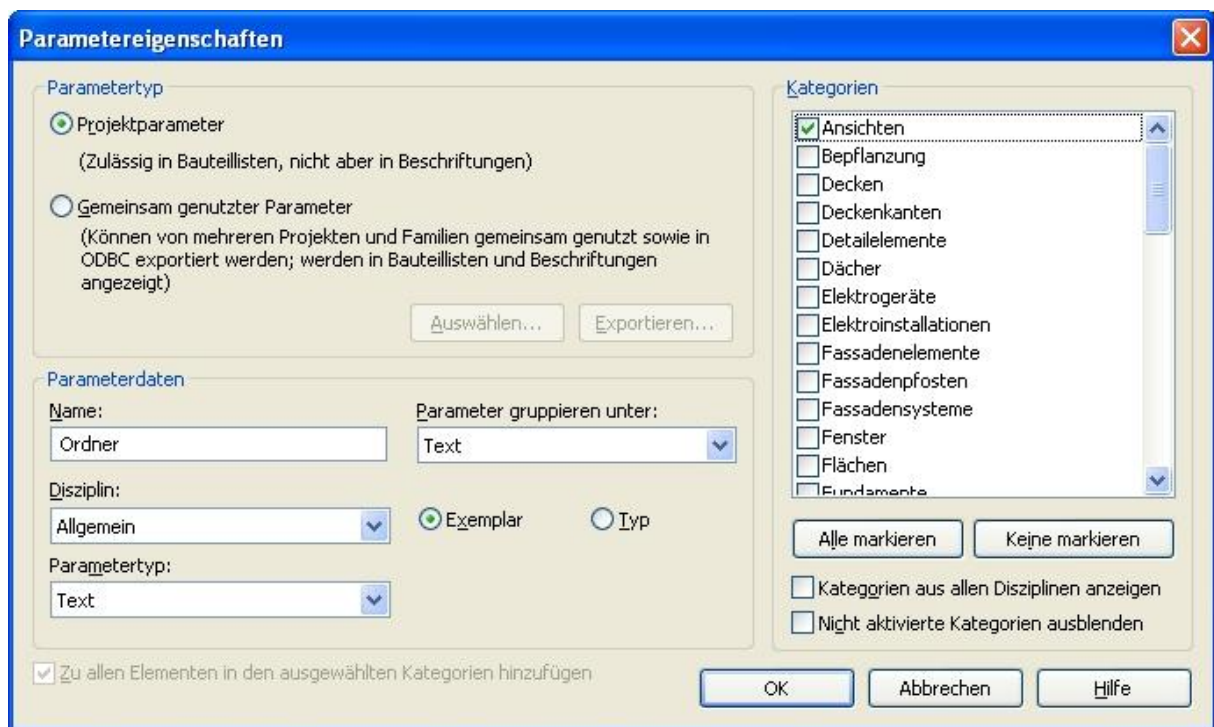 Parametereigenschaften
Parametertyp
Projektparameter
(Zulässig in Bauteillisten, nicht aber in Beschriftungen)
Gemeinsam genutzter Parameter
(Können von mehreren Projekten und Familien gemeinsam genutzt sowie in
ODBC exportiert werden; werden in Bauteillisten und Beschriftungen
angezeigt)
Auswählen...
Exportieren...
Parameterdaten
Name:
Ordner
Parameter gruppieren unter:
Text
Disziplin:
Allgemein
Exemplar
Typ
Parametertyp:
Text
Zu allen Elementen in den ausgewählten Kategorien hinzufügen
Kategorien
Ansichten
Bepflanzung
Decken
Deckenkanten
Detailelemente
Dächer
Elektrogeräte
Elektroinstallationen
Fassadenelemente
Fassadenpfosten
Fassadensysteme
Fenster
Flächen
Fundamente
Alle markieren
Keine markieren
Kategorien aus allen Disziplinen anzeigen
Nicht aktivierte Kategorien ausblenden
OK
Abbrechen
Hilfe